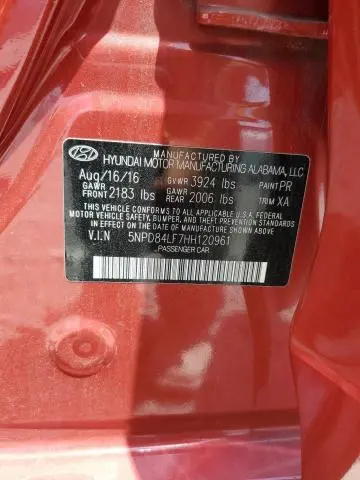 MANUFACTURED BY
HYUNDAI MOTOR MANUFACTURING ALABAMA, LLC
Aug/16/16 GVWR 3924 lbs PAINT PR
GAWR FRONT 2183 lbs GAWR REAR 2006 lbs TRIM XA
THIS VEHICLE CONFORMS TO ALL APPLICABLE U.S. FEDERAL
MOTOR VEHICLE SAFETY, BUMPER, AND THEFT PREVENTION
STANDARDS IN EFFECT ON THE DATE OF MANUFACTURE SHOWN ABOVE.
V.I.N 5NPD84LF7HH120961
PASSENGER CAR